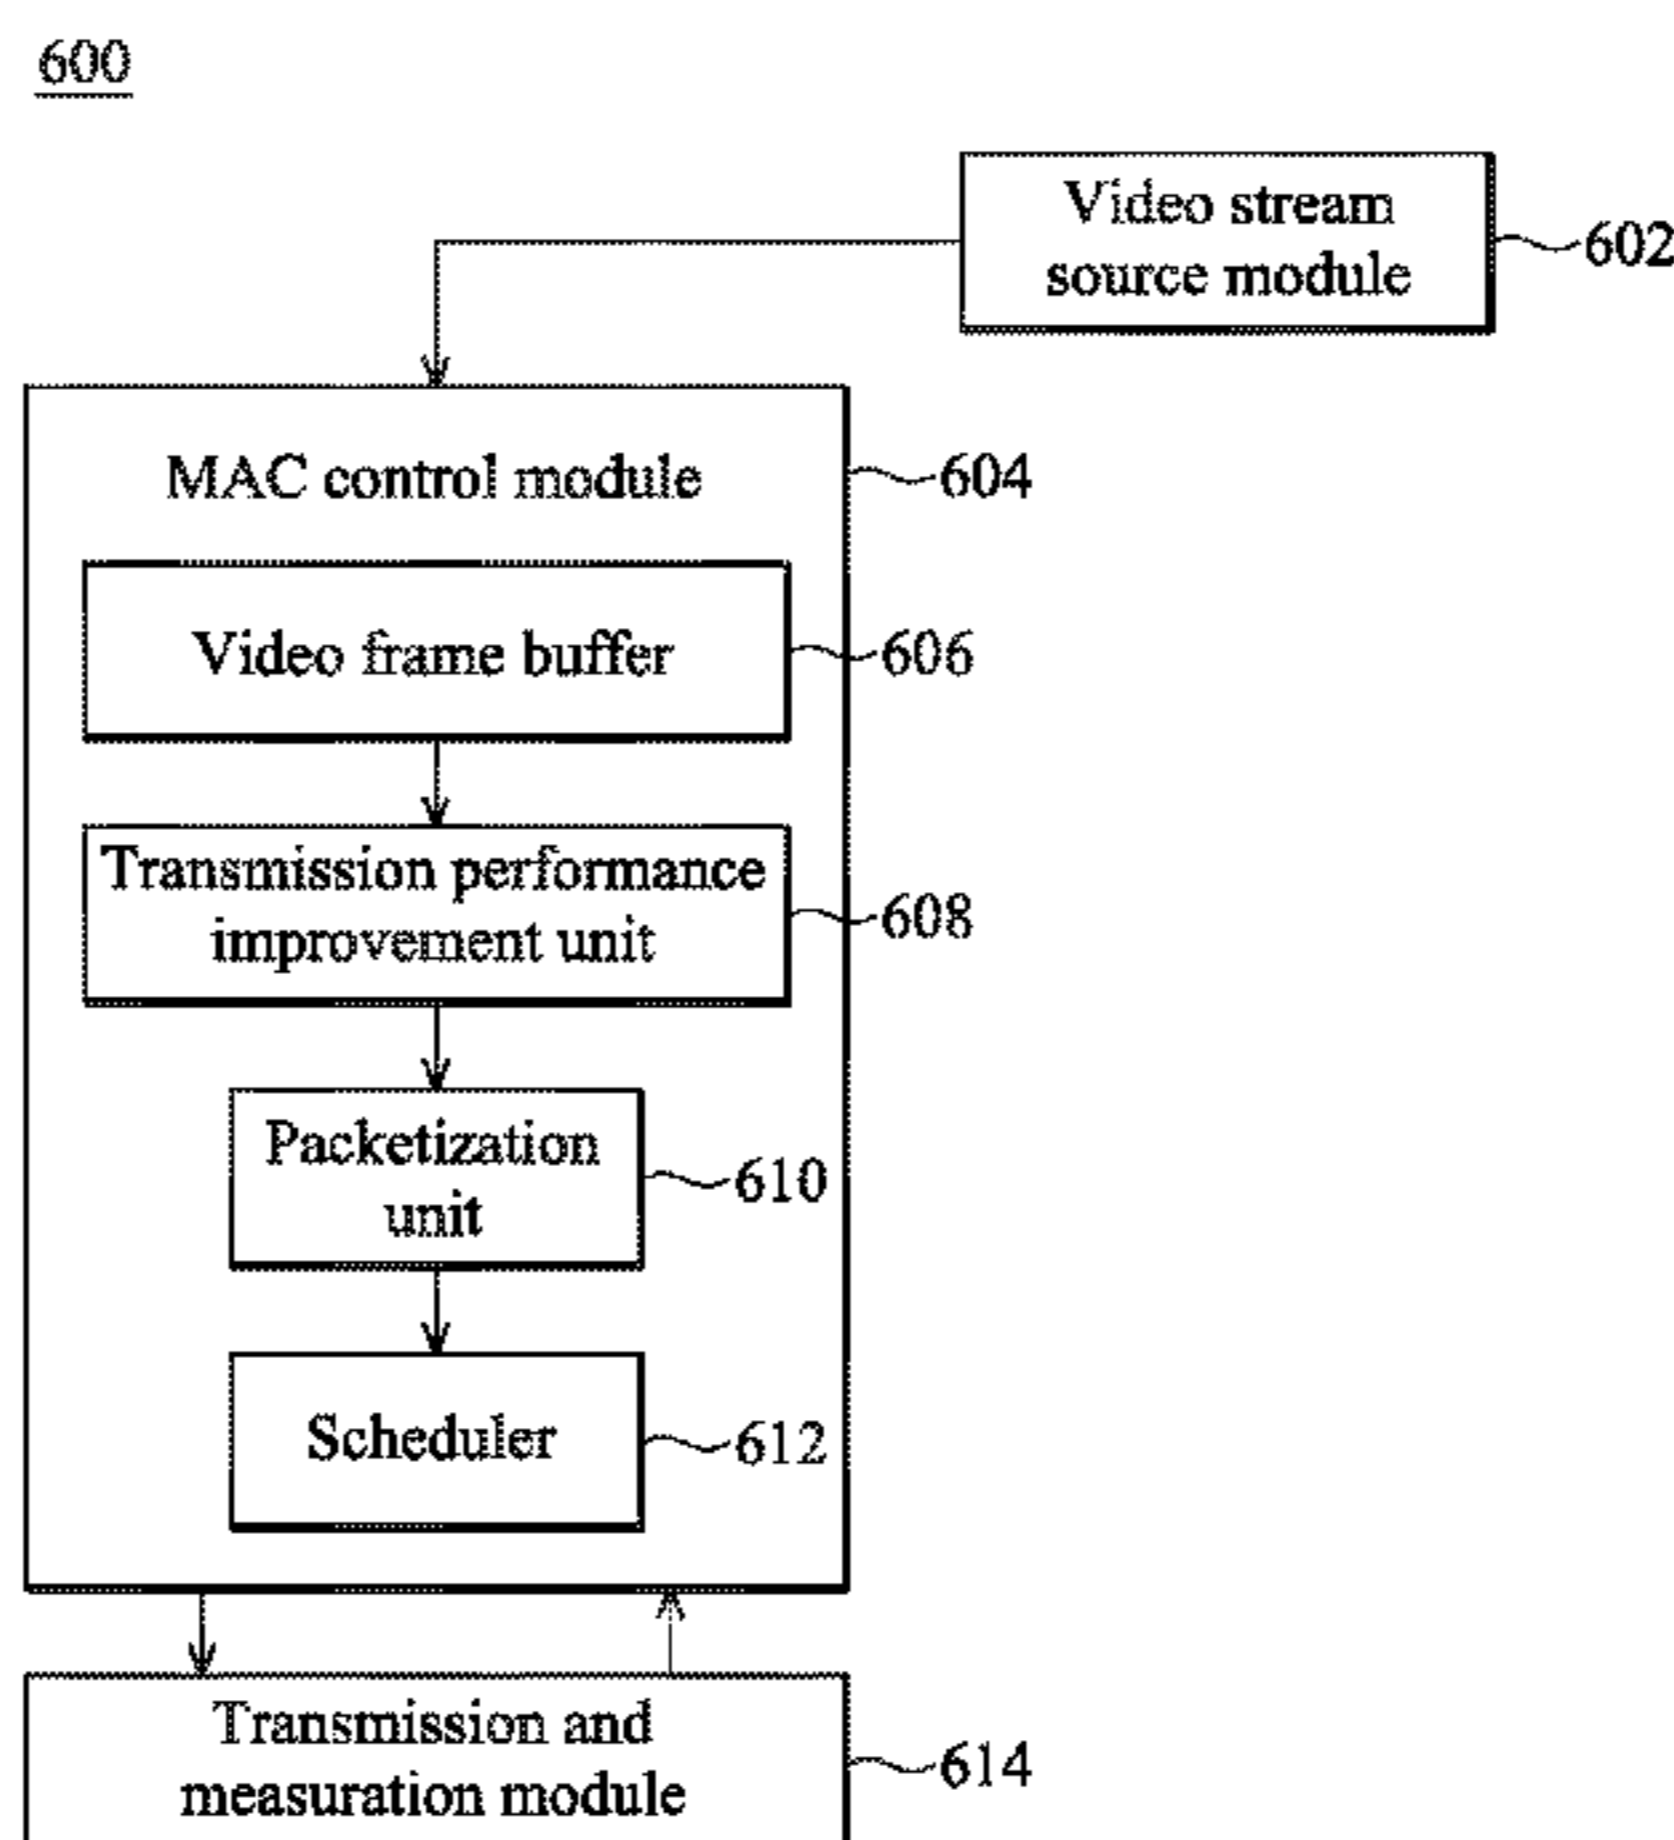 600
Video stream
source module
602
MAC control module
604
Video frame buffer
606
Transmission performance
improvement unit
608
Packetization
unit
610
Scheduler
612
Transmission and
measuration module
614